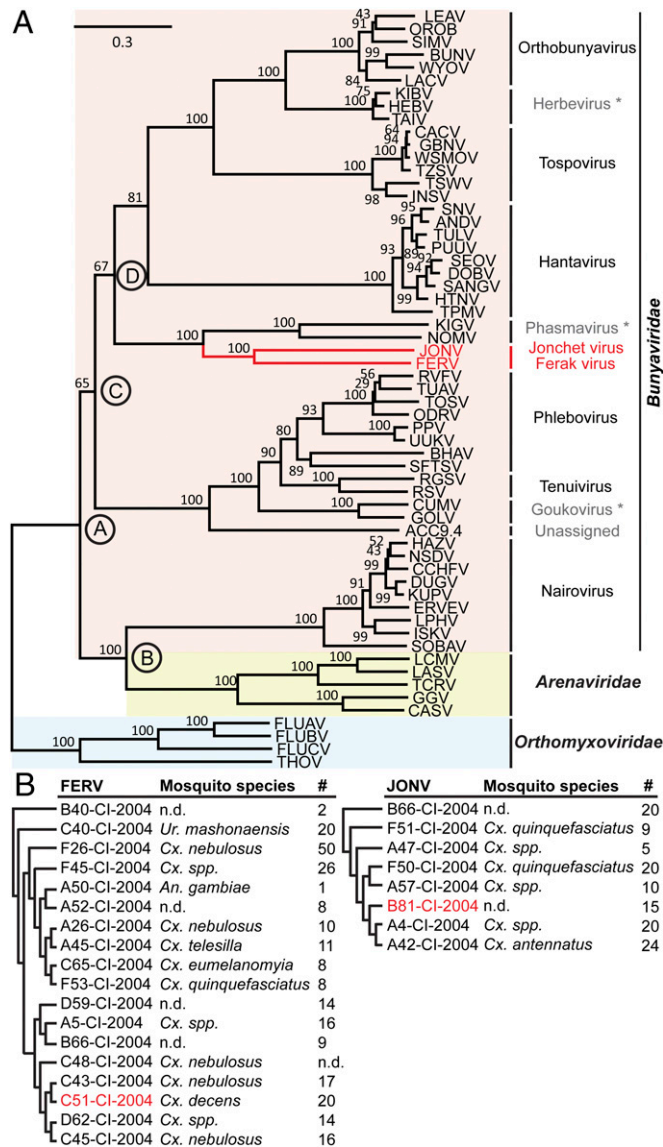 A
0.3
43
91
100
99
84
LEAV
OROB
SIMV
BUNV
WYOV
LACV
Orthobunyavirus
100
75
100
KIBV
HEBV
TAIV
Herbevirus *
100
64
94
100
98
CACV
GBNV
WSMOV
TZSV
TSWV
INSV
Tospovirus
81
95
96
93
89
92
94
99
100
SNV
ANDV
TULV
PUUV
SEOV
DOBV
SANGV
HTNV
TPMV
Hantavirus
67
D
100
100
100
KIGV
NOMV
Phasmavirus *
JONV
FERV
Jonchet virus
Ferak virus
Bunyaviridae
65
C
56
29
100
93
100
80
89
90
RVFV
TUAV
TOSV
ODRV
PPV
UUKV
BHAV
SFTSV
Phlebovirus
100
RGSV
RSV
Tenuivirus
100
100
CUMV
GOLV
Goukovirus *
ACC9.4
Unassigned
A
52
43
99
91
99
100
99
HAZV
NSDV
CCHFV
DUGV
KUPV
ERVEV
LPHV
ISKV
SOBAV
Nairovirus
100
B
100
100
100
100
LCMV
LASV
TCRV
GGV
CASV
Arenaviridae
100
100
100
FLUAV
FLUBV
FLUCV
THOV
Orthomyxoviridae
B
FERV Mosquito species #
B40-CI-2004 n.d. 2
C40-CI-2004 Ur. mashonaensis 20
F26-CI-2004 Cx. nebulosus 50
F45-CI-2004 Cx. spp. 26
A50-CI-2004 An. gambiae 1
A52-CI-2004 n.d. 8
A26-CI-2004 Cx. nebulosus 10
A45-CI-2004 Cx. telesilla 11
C65-CI-2004 Cx. eumelanomyia 8
F53-CI-2004 Cx. quinquefasciatus 8
D59-CI-2004 n.d. 14
A5-CI-2004 Cx. spp. 16
B66-CI-2004 n.d. 9
C48-CI-2004 Cx. nebulosus n.d.
C43-CI-2004 Cx. nebulosus 17
C51-CI-2004 Cx. decens 20
D62-CI-2004 Cx. spp. 14
C45-CI-2004 Cx. nebulosus 16
JONV Mosquito species #
B66-CI-2004 n.d. 20
F51-CI-2004 Cx. quinquefasciatus 9
A47-CI-2004 Cx. spp. 5
F50-CI-2004 Cx. quinquefasciatus 20
A57-CI-2004 Cx. spp. 10
B81-CI-2004 n.d. 15
A4-CI-2004 Cx. spp. 20
A42-CI-2004 Cx. antennatus 24